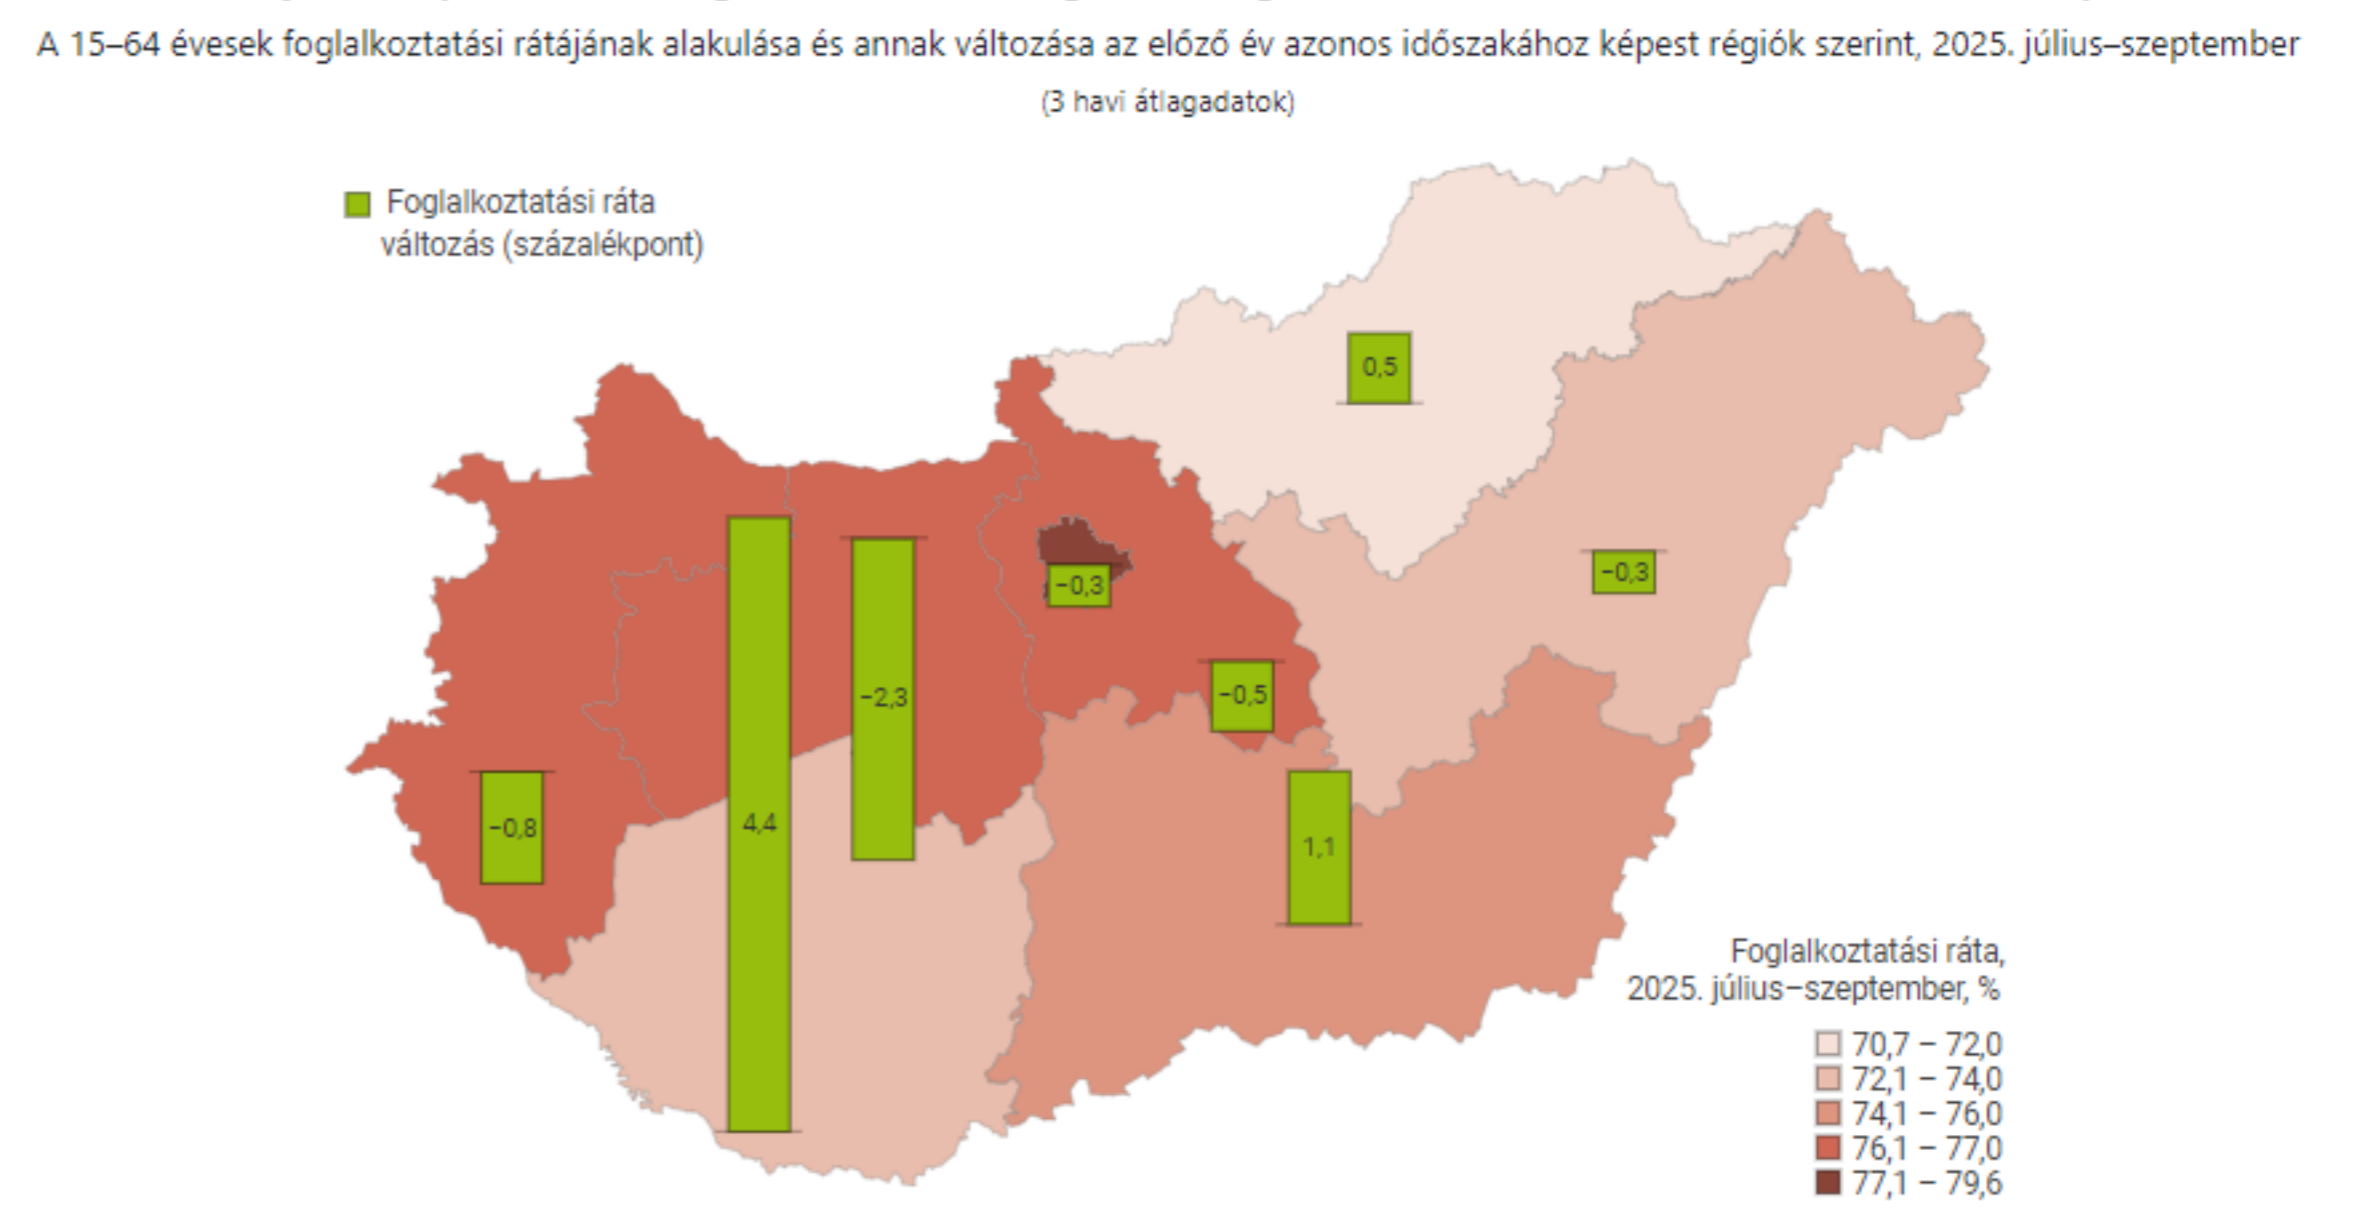 A 15–64 évesek foglalkoztatási rátájának alakulása és annak változása az előző év azonos időszakához képest régiók szerint, 2025. július–szeptember
(3 havi átlagadatok)
Foglalkoztatási ráta
változás (százalékpont)
0,5
−0,3
−2,3
−0,3
−0,5
−0,8
4,4
1,1
Foglalkoztatási ráta,
2025. július–szeptember, %
70,7 – 72,0
72,1 – 74,0
74,1 – 76,0
76,1 – 77,0
77,1 – 79,6